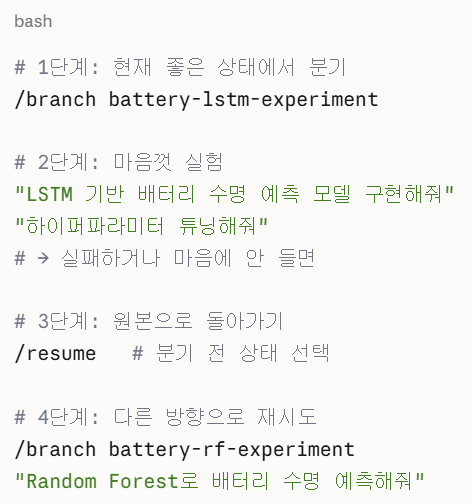 bash
# 1단계: 현재 좋은 상태에서 분기
/branch battery-lstm-experiment
# 2단계: 마음껏 실험
"LSTM 기반 배터리 수명 예측 모델 구현해줘"
"하이퍼파라미터 튜닝해줘"
# → 실패하거나 마음에 안 들면
# 3단계: 원본으로 돌아가기
/resume   # 분기 전 상태 선택
# 4단계: 다른 방향으로 재시도
/branch battery-rf-experiment
"Random Forest로 배터리 수명 예측해줘"